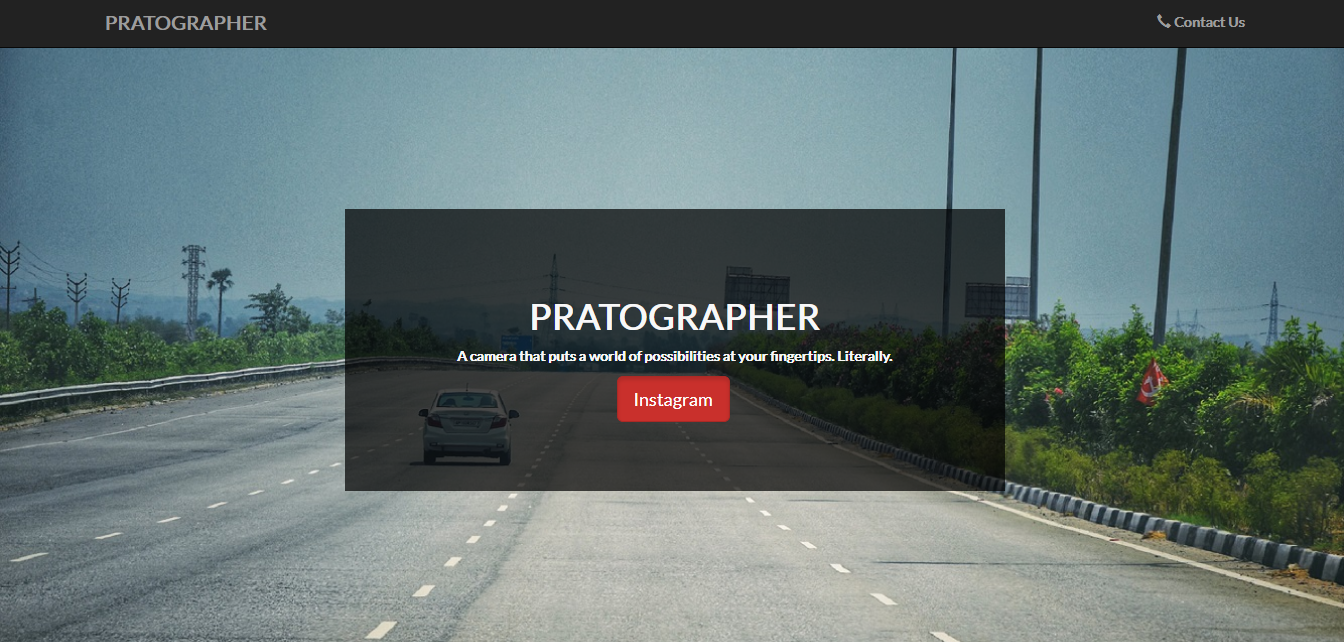 PRATOGRAPHER
Contact Us
PRATOGRAPHER
A camera that puts a world of possibilities at your fingertips. Literally.
Instagram